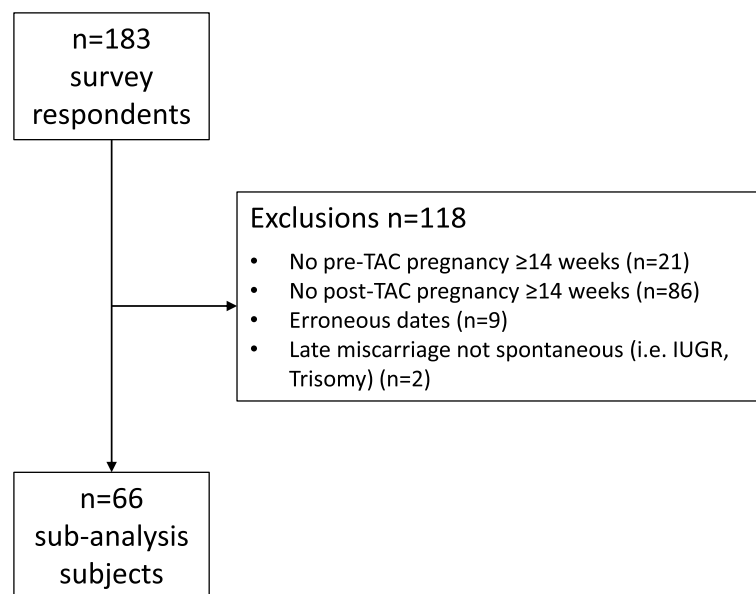 n=183
survey
respondents
Exclusions n=118
• No pre-TAC pregnancy ≥14 weeks (n=21)
• No post-TAC pregnancy ≥14 weeks (n=86)
• Erroneous dates (n=9)
• Late miscarriage not spontaneous (i.e. IUGR,
Trisomy) (n=2)
n=66
sub-analysis
subjects